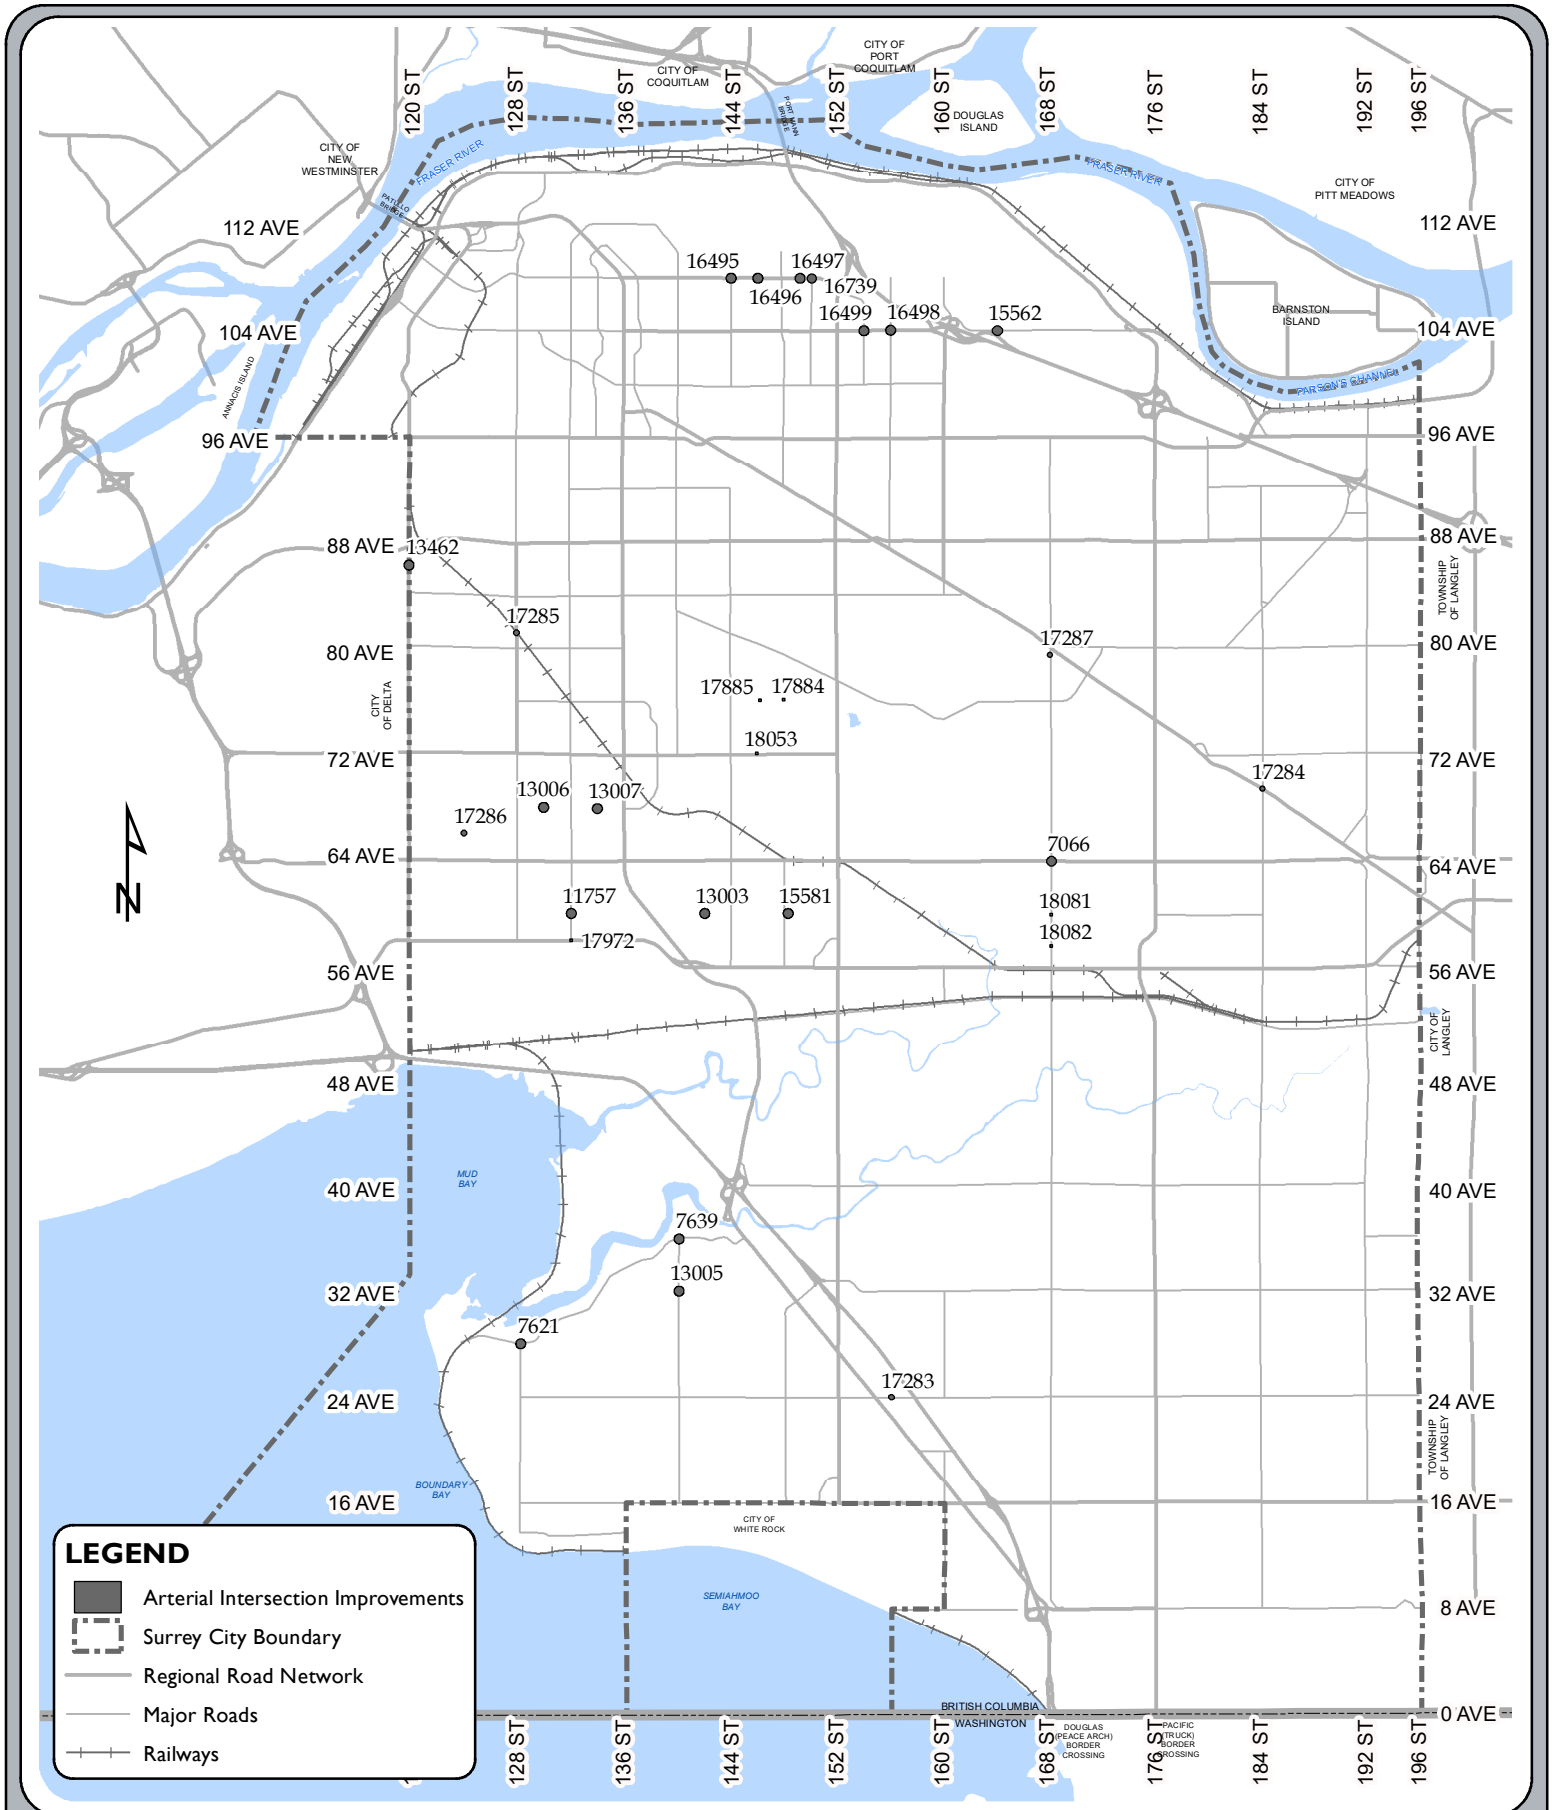 CITY OF
COQUITLAM
CITY OF
PORT
COQUITLAM
120 ST
128 ST
136 ST
144 ST
152 ST
160 ST
168 ST
176 ST
184 ST
192 ST
196 ST
PORT MANN
BRIDGE
DOUGLAS
ISLAND
CITY OF
NEW
WESTMINSTER
FRASER RIVER
FRASER RIVER
CITY OF
PITT MEADOWS
PATULLO
BRIDGE
112 AVE
112 AVE
16495
16497
16496
16739
16499
16498
15562
BARNSTON
ISLAND
104 AVE
104 AVE
ANNACIS ISLAND
PARSON'S CHANNEL
96 AVE
96 AVE
88 AVE
13462
88 AVE
TOWNSHIP
OF LANGLEY
17285
17287
80 AVE
80 AVE
CITY
OF DELTA
17885
17884
18053
72 AVE
72 AVE
17284
13006
13007
17286
7066
64 AVE
64 AVE
11757
13003
15581
18081
17972
18082
56 AVE
56 AVE
CITY OF
LANGLEY
48 AVE
48 AVE
MUD
BAY
40 AVE
40 AVE
7639
13005
32 AVE
32 AVE
7621
17283
24 AVE
24 AVE
TOWNSHIP
OF LANGLEY
BOUNDARY
BAY
16 AVE
16 AVE
CITY OF
WHITE ROCK
SEMIAHMOO
BAY
8 AVE
LEGEND
Arterial Intersection Improvements
Surrey City Boundary
Regional Road Network
Major Roads
Railways
BRITISH COLUMBIA
WASHINGTON
0 AVE
128 ST
136 ST
144 ST
152 ST
160 ST
168 ST
DOUGLAS
(PEACE ARCH)
BORDER
CROSSING
176 ST
PACIFIC
(TRUCK)
BORDER
CROSSING
184 ST
192 ST
196 ST
N